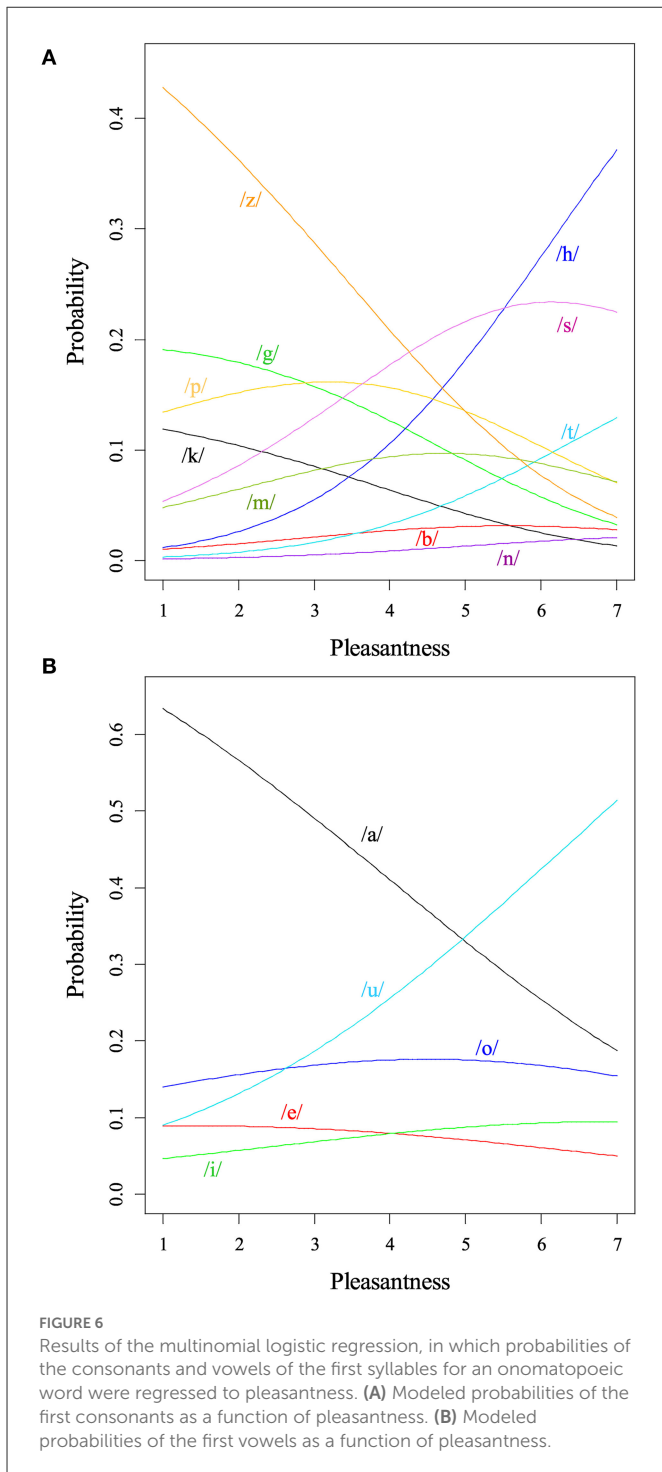 A
Probability
0.4
0.3
0.2
0.1
0.0
/z/
/h/
/s/
/g/
/p/
/t/
/k/
/m/
/b/
/n/
1 2 3 4 5 6 7
Pleasantness
B
Probability
0.6
0.5
0.4
0.3
0.2
0.1
0.0
/a/
/u/
/o/
/e/
/i/
1 2 3 4 5 6 7
Pleasantness
FIGURE 6
Results of the multinomial logistic regression, in which probabilities of
the consonants and vowels of the first syllables for an onomatopoeic
word were regressed to pleasantness. (A) Modeled probabilities of the
first consonants as a function of pleasantness. (B) Modeled
probabilities of the first vowels as a function of pleasantness.